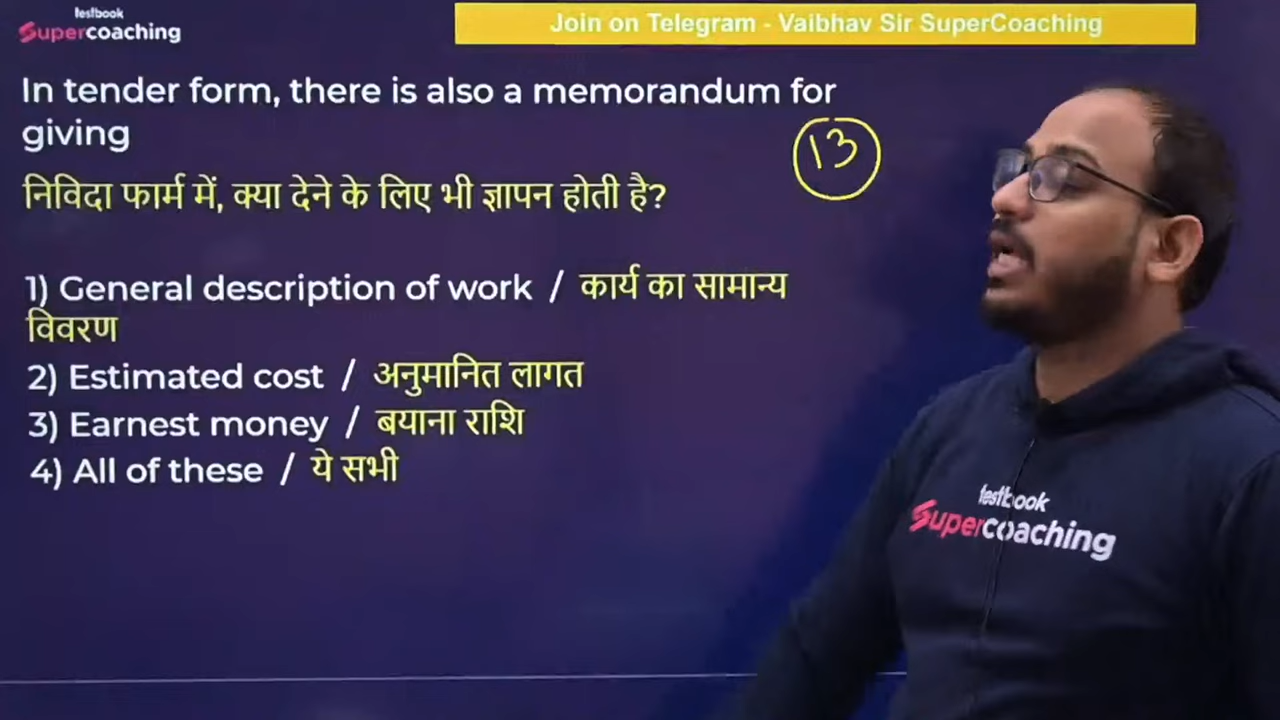 testbook
Supercoaching
Join on Telegram - Vaibhav Sir SuperCoaching
In tender form, there is also a memorandum for
giving
13
निविदा फार्म में, क्या देने के लिए भी ज्ञापन होती है?
1) General description of work / कार्य का सामान्य
विवरण
2) Estimated cost / अनुमानित लागत
3) Earnest money / बयाना राशि
4) All of these / ये सभी
testbook
Supercoaching